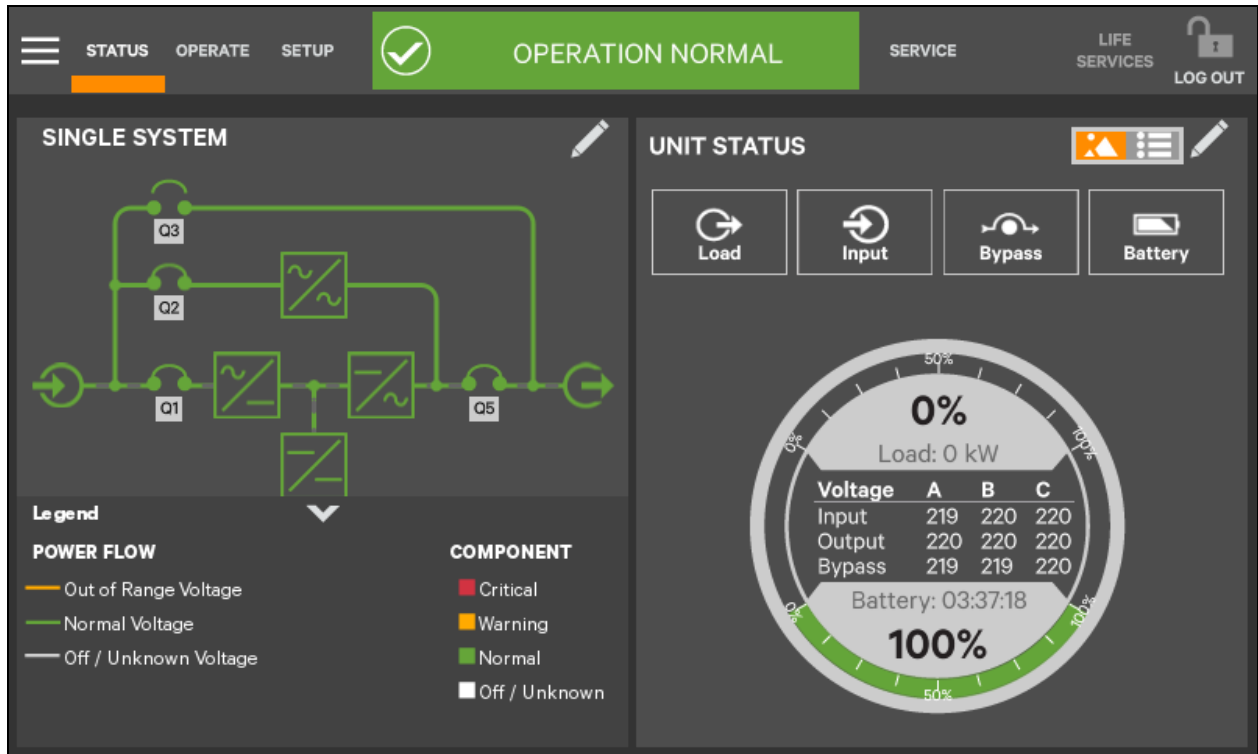 STATUS OPERATE SETUP
OPERATION NORMAL
SERVICE
LIFE
SERVICES
LOG OUT
SINGLE SYSTEM
Q3
Q2
Q1
Q5
Legend
POWER FLOW
Out of Range Voltage
Normal Voltage
Off / Unknown Voltage
COMPONENT
Critical
Warning
Normal
Off / Unknown
UNIT STATUS
Load Input Bypass Battery
50%
0% 100%
0%
Load: 0 kW
Voltage A B C
Input 219 220 220
Output 220 220 220
Bypass 219 219 220
Battery: 03:37:18
0% 100%
100%
50%